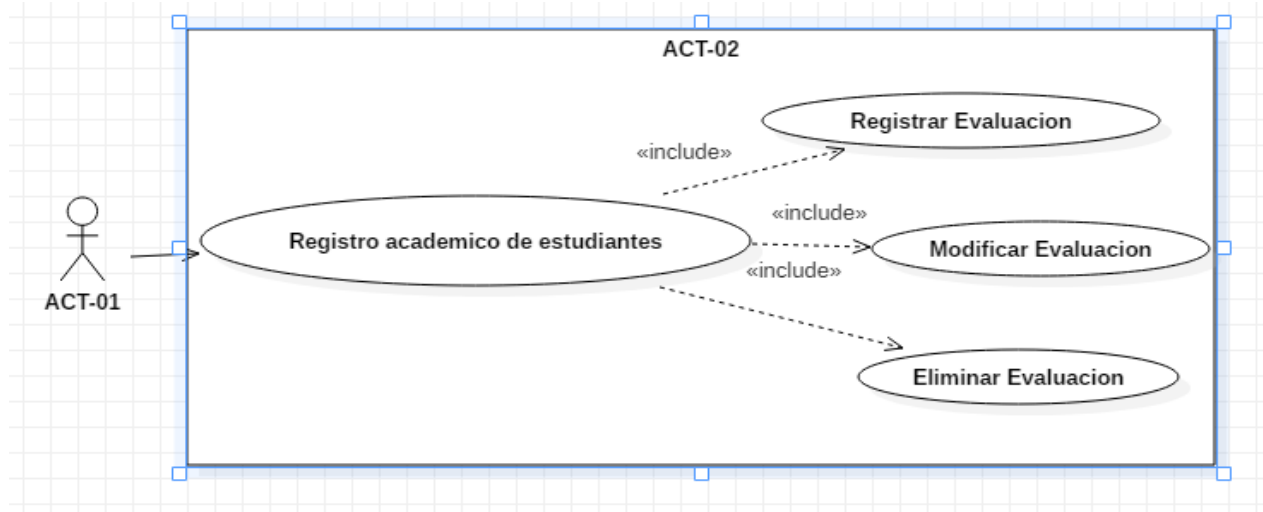 ACT-02
Registrar Evaluacion
«include»
«include»
Registro academico de estudiantes
Modificar Evaluacion
«include»
ACT-01
Eliminar Evaluacion